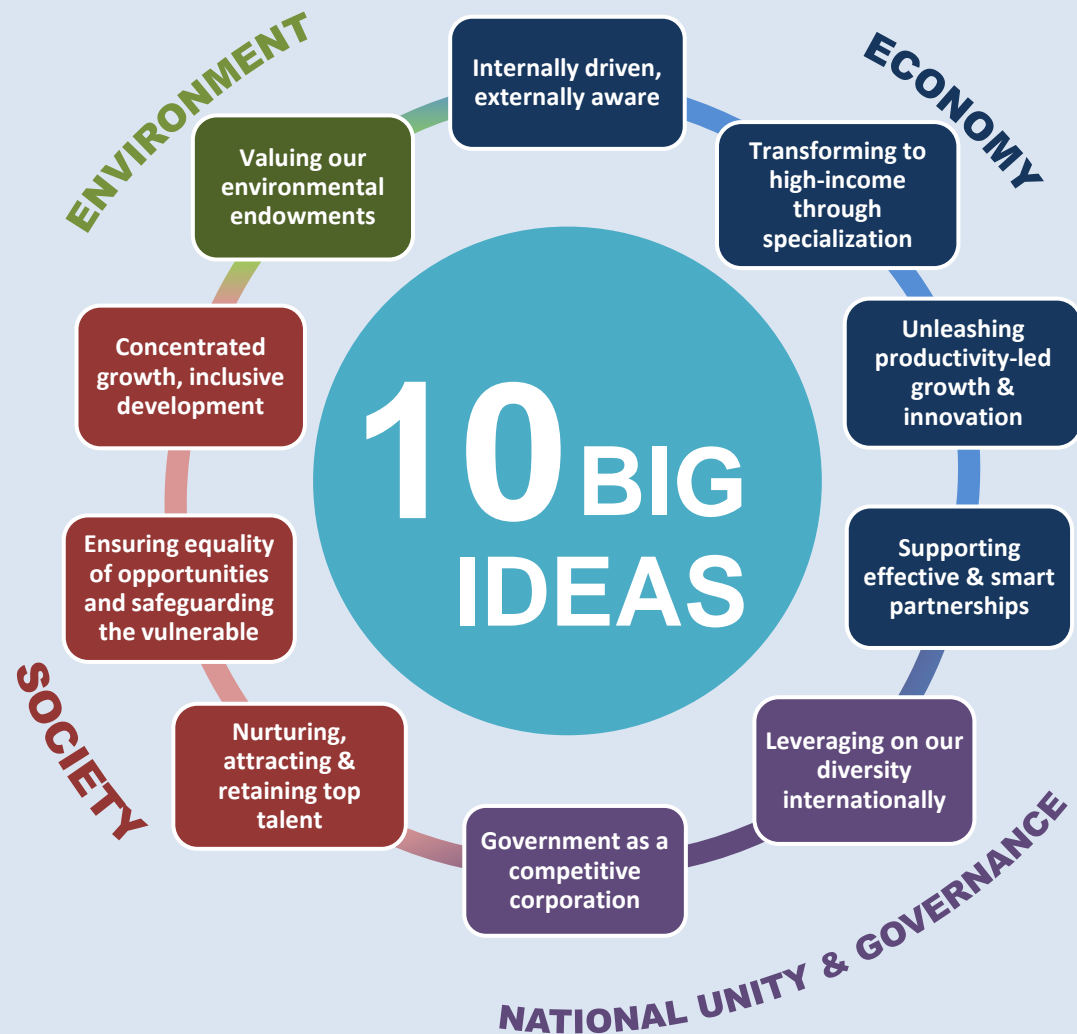 ENVIRONMENT
ECONOMY
Internally driven,
externally aware
Transforming to
high-income
through
specialization
Unleashing
productivity-led
growth &
innovation
Supporting
effective & smart
partnerships
Leveraging on our
diversity
internationally
Government as a
competitive
corporation
Nurturing,
attracting &
retaining top
talent
Ensuring equality
of opportunities
and safeguarding
the vulnerable
Concentrated
growth, inclusive
development
Valuing our
environmental
endowments
10 BIG
IDEAS
SOCIETY
NATIONAL UNITY & GOVERNANCE